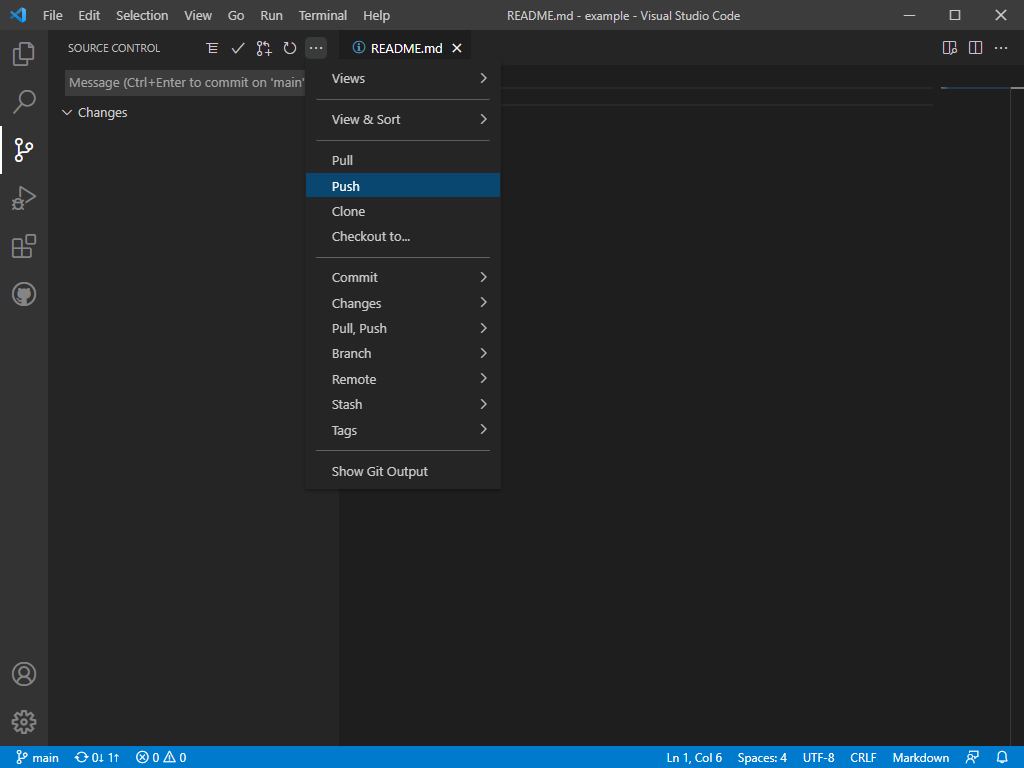 File Edit Selection View Go Run Terminal Help README.md - example - Visual Studio Code
SOURCE CONTROL
README.md
Message (Ctrl+Enter to commit on 'main'
Changes
Views
View & Sort
Pull
Push
Clone
Checkout to...
Commit
Changes
Pull, Push
Branch
Remote
Stash
Tags
Show Git Output
main 0↓ 1↑ 0 0 Ln 1, Col 6 Spaces: 4 UTF-8 CRLF Markdown